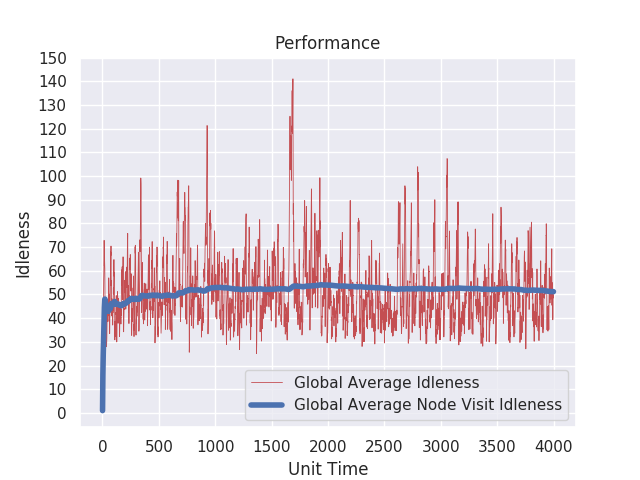 Performance
150
140
130
120
110
100
90
80
70
60
50
40
30
20
10
0
Idleness
Global Average Idleness
Global Average Node Visit Idleness
0 500 1000 1500 2000 2500 3000 3500 4000
Unit Time